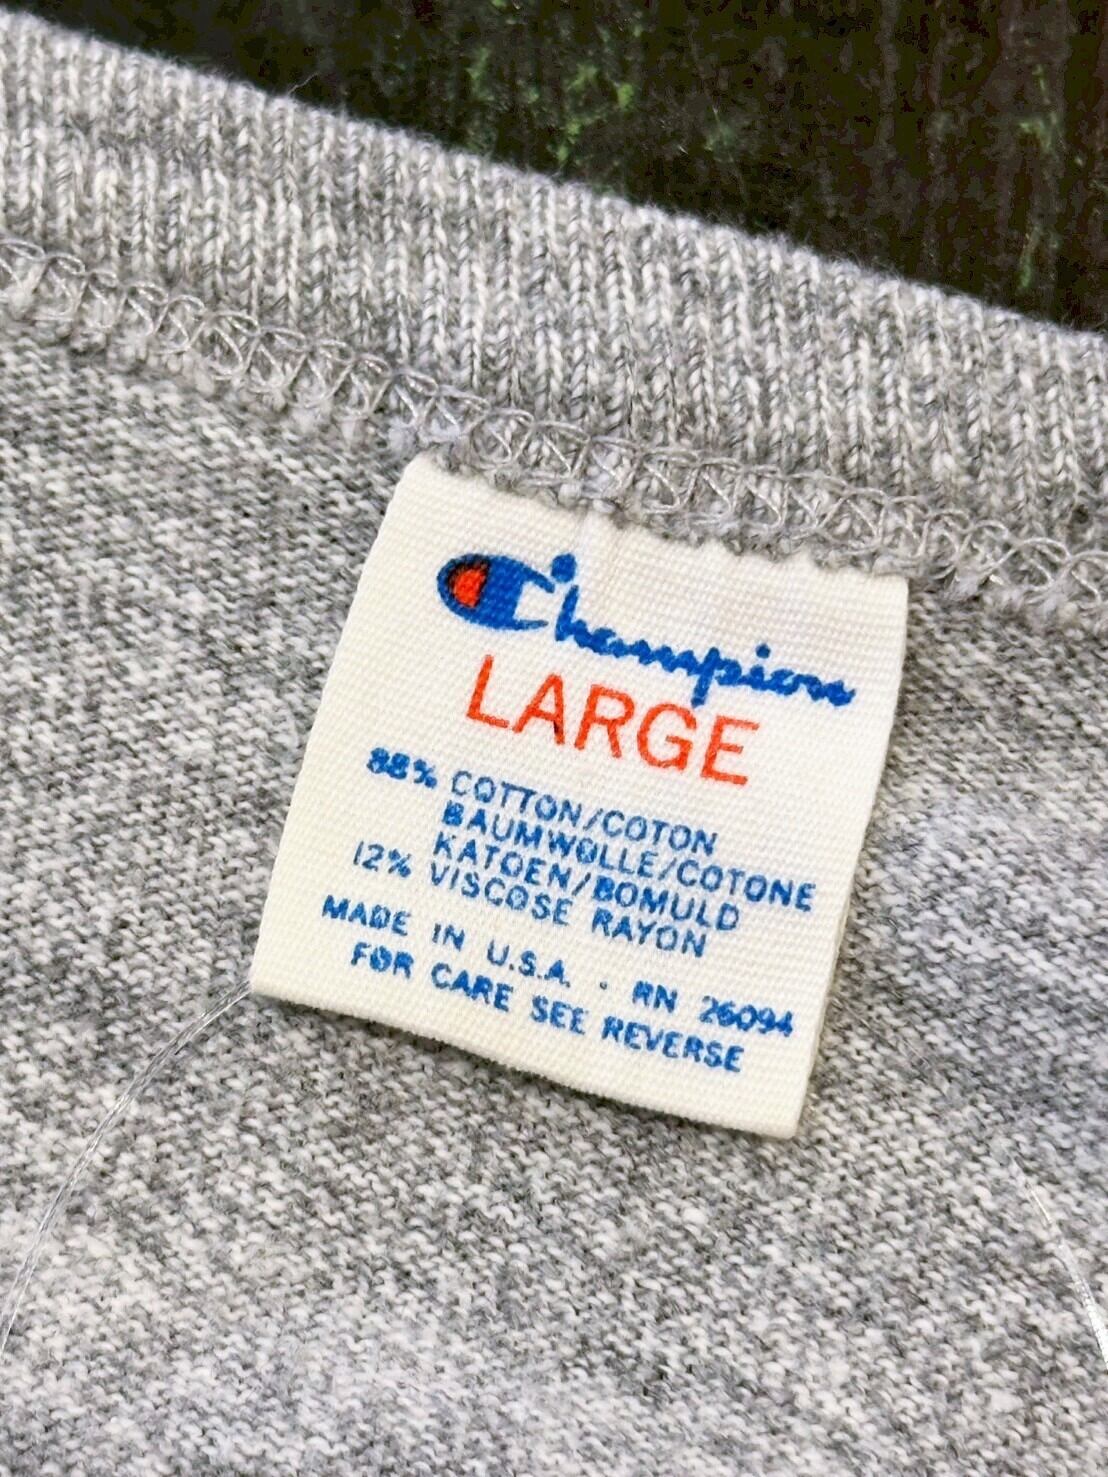 Champion
LARGE
88% COTTON/COTON
BAUMWOLLE/COTONE
KATOEN/BOMULD
12% VISCOSE RAYON
MADE IN U.S.A. · RN 26094
FOR CARE SEE REVERSE